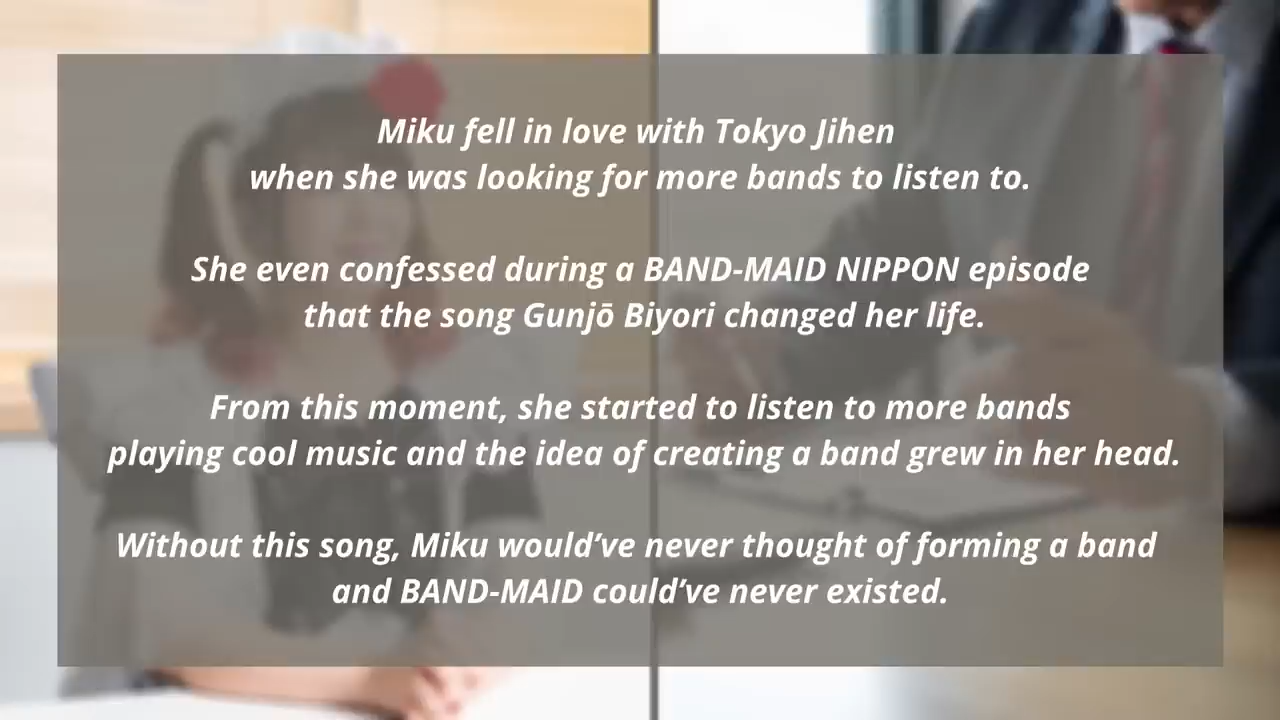 Miku fell in love with Tokyo Jihen
when she was looking for more bands to listen to.
She even confessed during a BAND-MAID NIPPON episode
that the song Gunjō Biyori changed her life.
From this moment, she started to listen to more bands
playing cool music and the idea of creating a band grew in her head.
Without this song, Miku would’ve never thought of forming a band
and BAND-MAID could’ve never existed.